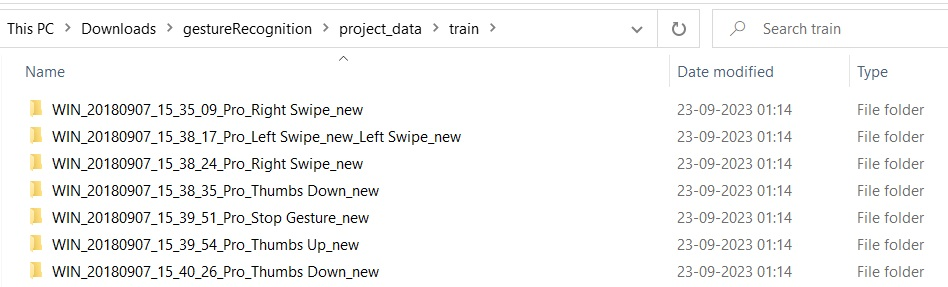 This PC > Downloads > gestureRecognition > project_data > train > Search train
Name Date modified Type
WIN_20180907_15_35_09_Pro_Right Swipe_new 23-09-2023 01:14 File folder
WIN_20180907_15_38_17_Pro_Left Swipe_new_Left Swipe_new 23-09-2023 01:14 File folder
WIN_20180907_15_38_24_Pro_Right Swipe_new 23-09-2023 01:14 File folder
WIN_20180907_15_38_35_Pro_Thumbs Down_new 23-09-2023 01:14 File folder
WIN_20180907_15_39_51_Pro_Stop Gesture_new 23-09-2023 01:14 File folder
WIN_20180907_15_39_54_Pro_Thumbs Up_new 23-09-2023 01:14 File folder
WIN_20180907_15_40_26_Pro_Thumbs Down_new 23-09-2023 01:14 File folder